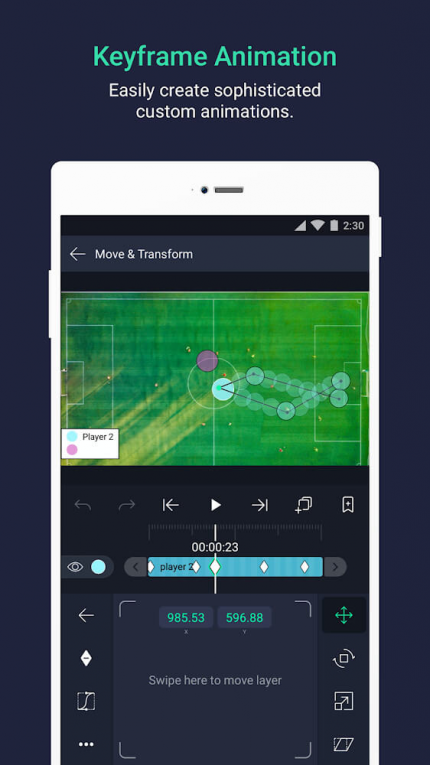 Keyframe Animation
Easily create sophisticated
custom animations.
2:30
Move & Transform
Player 2
00:00:23
player 2
985.53 596.88
X Y
Swipe here to move layer